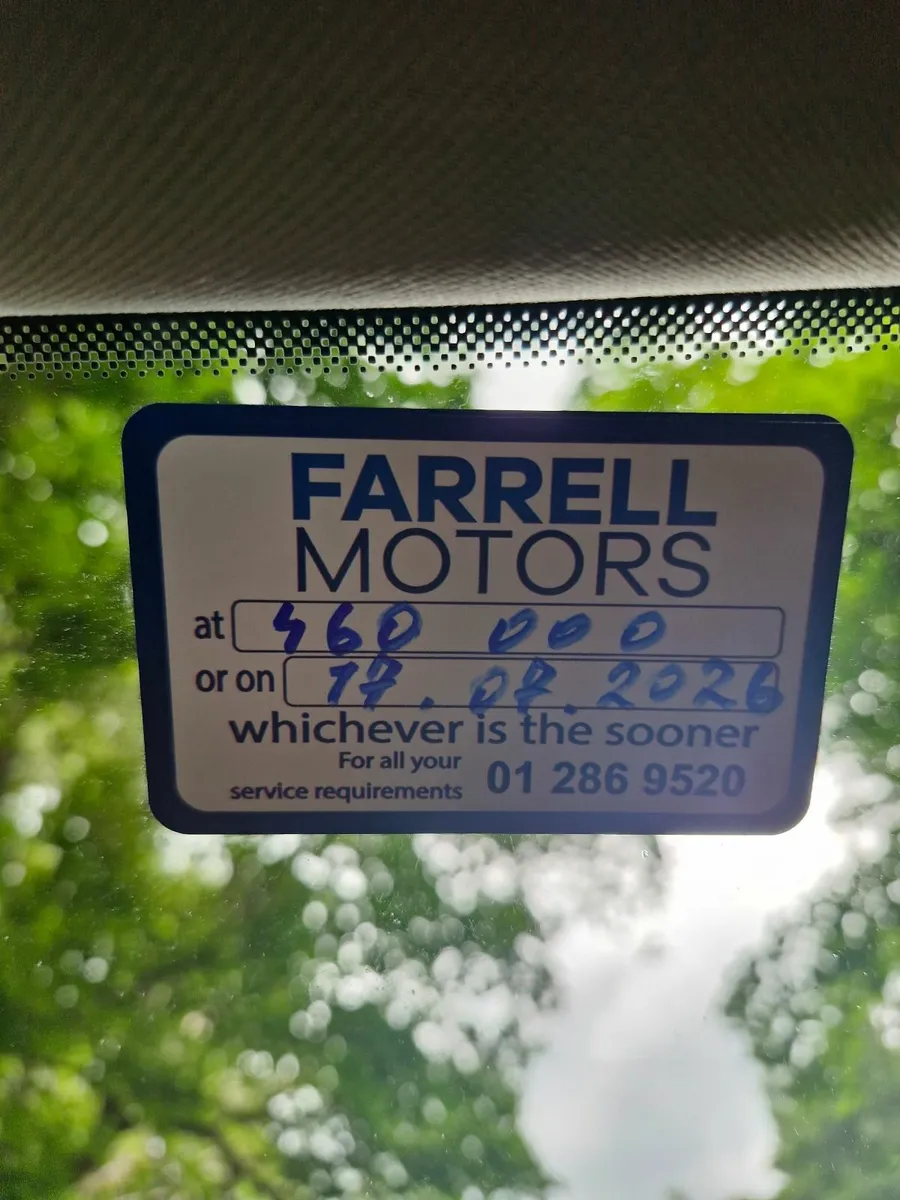 FARRELL
MOTORS
at 460 000
or on 17.07.2026
whichever is the sooner
For all your
service requirements 01 286 9520